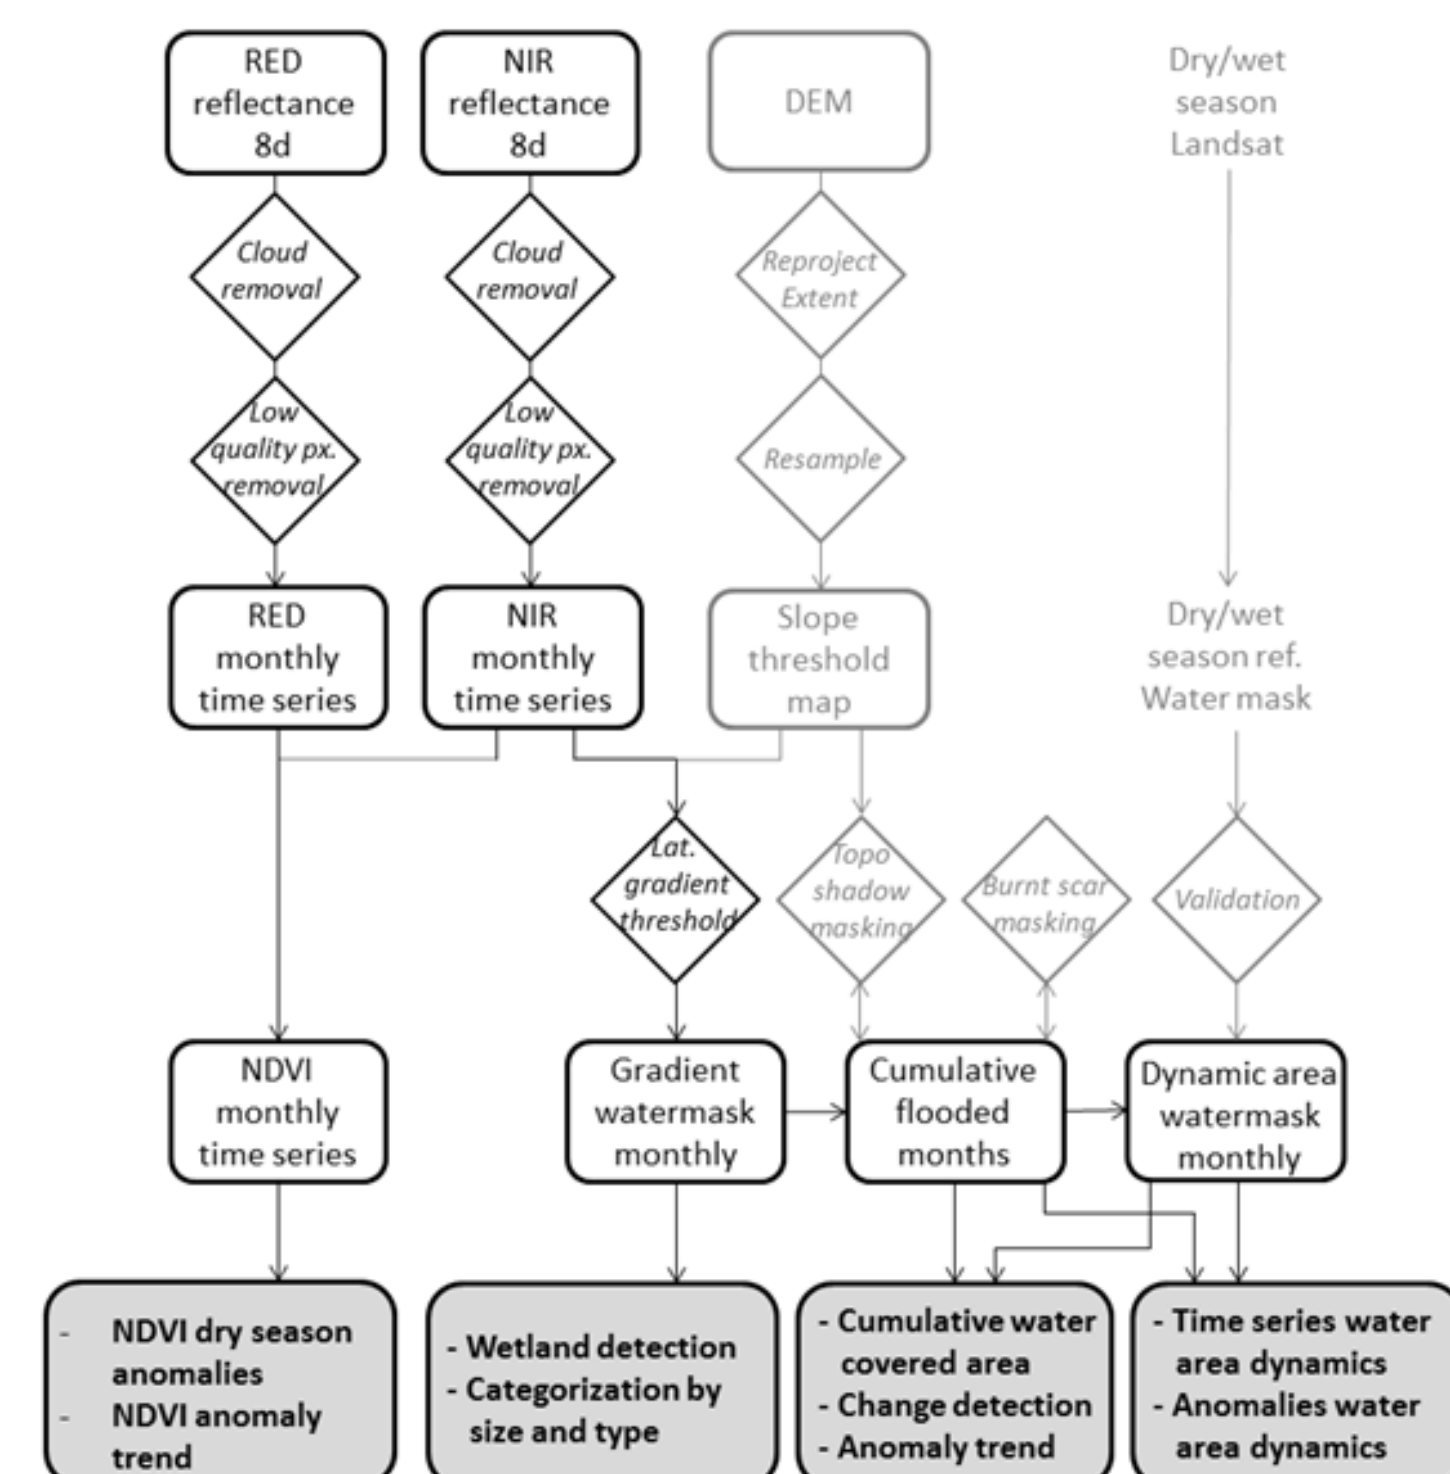 RED
reflectance
8d
NIR
reflectance
8d
DEM
Dry/wet
season
Landsat
Cloud
removal
Cloud
removal
Reproject
Extent
Low
quality px.
removal
Low
quality px.
removal
Resample
RED
monthly
time series
NIR
monthly
time series
Slope
threshold
map
Dry/wet
season ref.
Water mask
Lat.
gradient
threshold
Topo
shadow
masking
Burnt scar
masking
Validation
NDVI
monthly
time series
Gradient
watermask
monthly
Cumulative
flooded
months
Dynamic area
watermask
monthly
- NDVI dry season
anomalies
- NDVI anomaly
trend
- Wetland detection
- Categorization by
size and type
- Cumulative water
covered area
- Change detection
- Anomaly trend
- Time series water
area dynamics
- Anomalies water
area dynamics